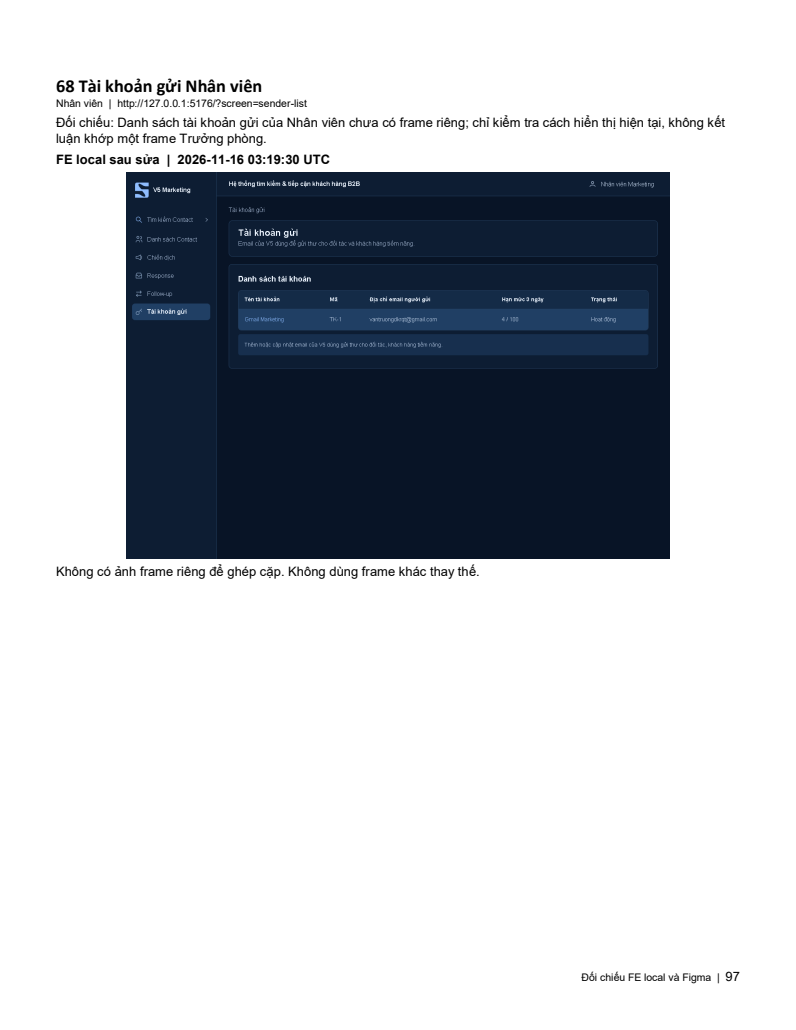 68 Tài khoản gửi Nhân viên
Nhân viên | http://127.0.0.1:5176/?screen=sender-list
Đối chiếu: Danh sách tài khoản gửi của Nhân viên chưa có frame riêng; chỉ kiểm tra cách hiển thị hiện tại, không kết
luận khớp một frame Trưởng phòng.
FE local sau sửa | 2026-11-16 03:19:30 UTC
V5 Marketing
Hệ thống tìm kiếm & tiếp cận khách hàng B2B
Nhân viên Marketing
Tìm kiếm Contact
Danh sách Contact
Chiến dịch
Response
Follow-up
Tài khoản gửi
Tài khoản gửi
Tài khoản gửi
Email của V5 dùng để gửi thư cho đối tác và khách hàng tiềm năng.
Danh sách tài khoản
Tên tài khoản Mã Địa chỉ email người gửi Hạn mức ngày Trạng thái
Gmail Marketing TK-1 4 / 100 Hoạt động
Thêm hoặc cập nhật email của V5 dùng gửi thư cho đối tác, khách hàng tiềm năng.
Không có ảnh frame riêng để ghép cặp. Không dùng frame khác thay thế.
Đối chiếu FE local và Figma | 97